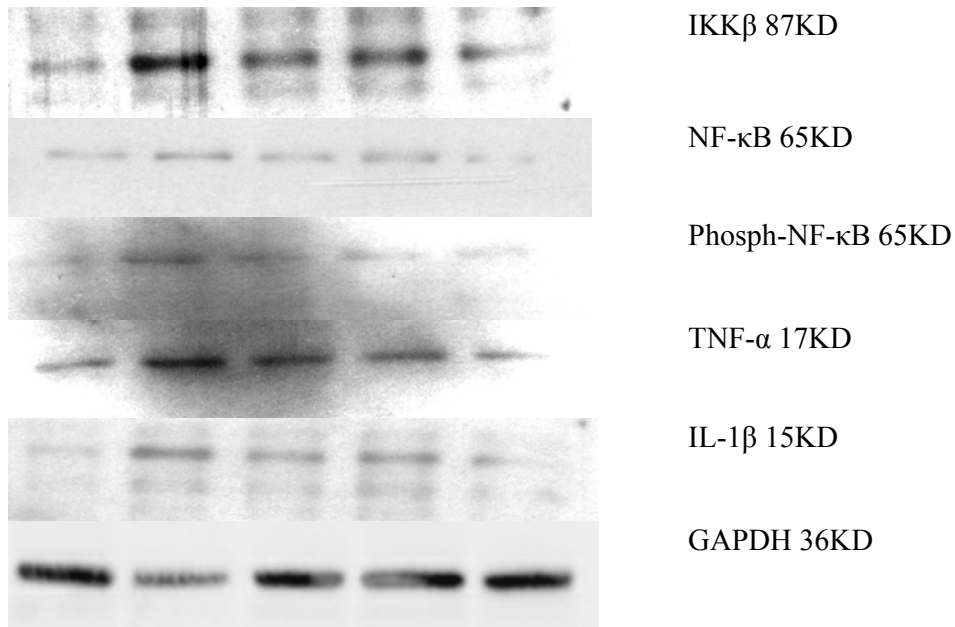 IKKβ 87KD
NF-κB 65KD
Phosph-NF-κB 65KD
TNF-α 17KD
IL-1β 15KD
GAPDH 36KD